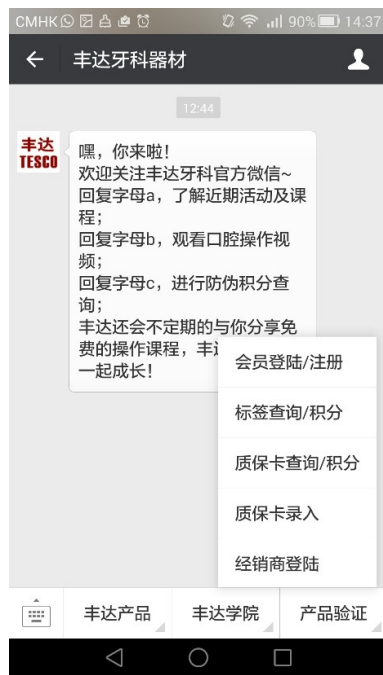 CMHK 90% 14:37
丰达牙科器材
12:44
丰达
TESCO
嘿，你来啦！
欢迎关注丰达牙科官方微信~
回复字母a，了解近期活动及课
程；
回复字母b，观看口腔操作视
频；
回复字母c，进行防伪积分查
询；
丰达还会不定期的与你分享免
费的操作课程，丰
一起成长！
会员登陆/注册
标签查询/积分
质保卡查询/积分
质保卡录入
经销商登陆
丰达产品
丰达学院
产品验证